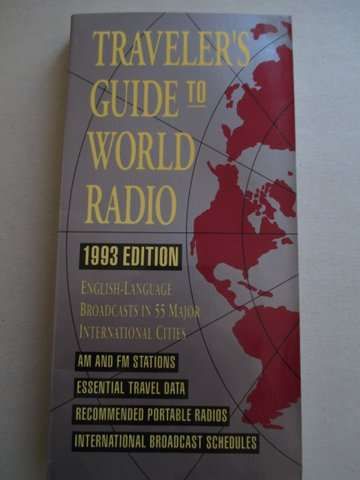 TRAVELER'S
GUIDE TO
WORLD
RADIO
1993 EDITION
ENGLISH-LANGUAGE
BROADCASTS IN 55 MAJOR
INTERNATIONAL CITIES
AM AND FM STATIONS
ESSENTIAL TRAVEL DATA
RECOMMENDED PORTABLE RADIOS
INTERNATIONAL BROADCAST SCHEDULES